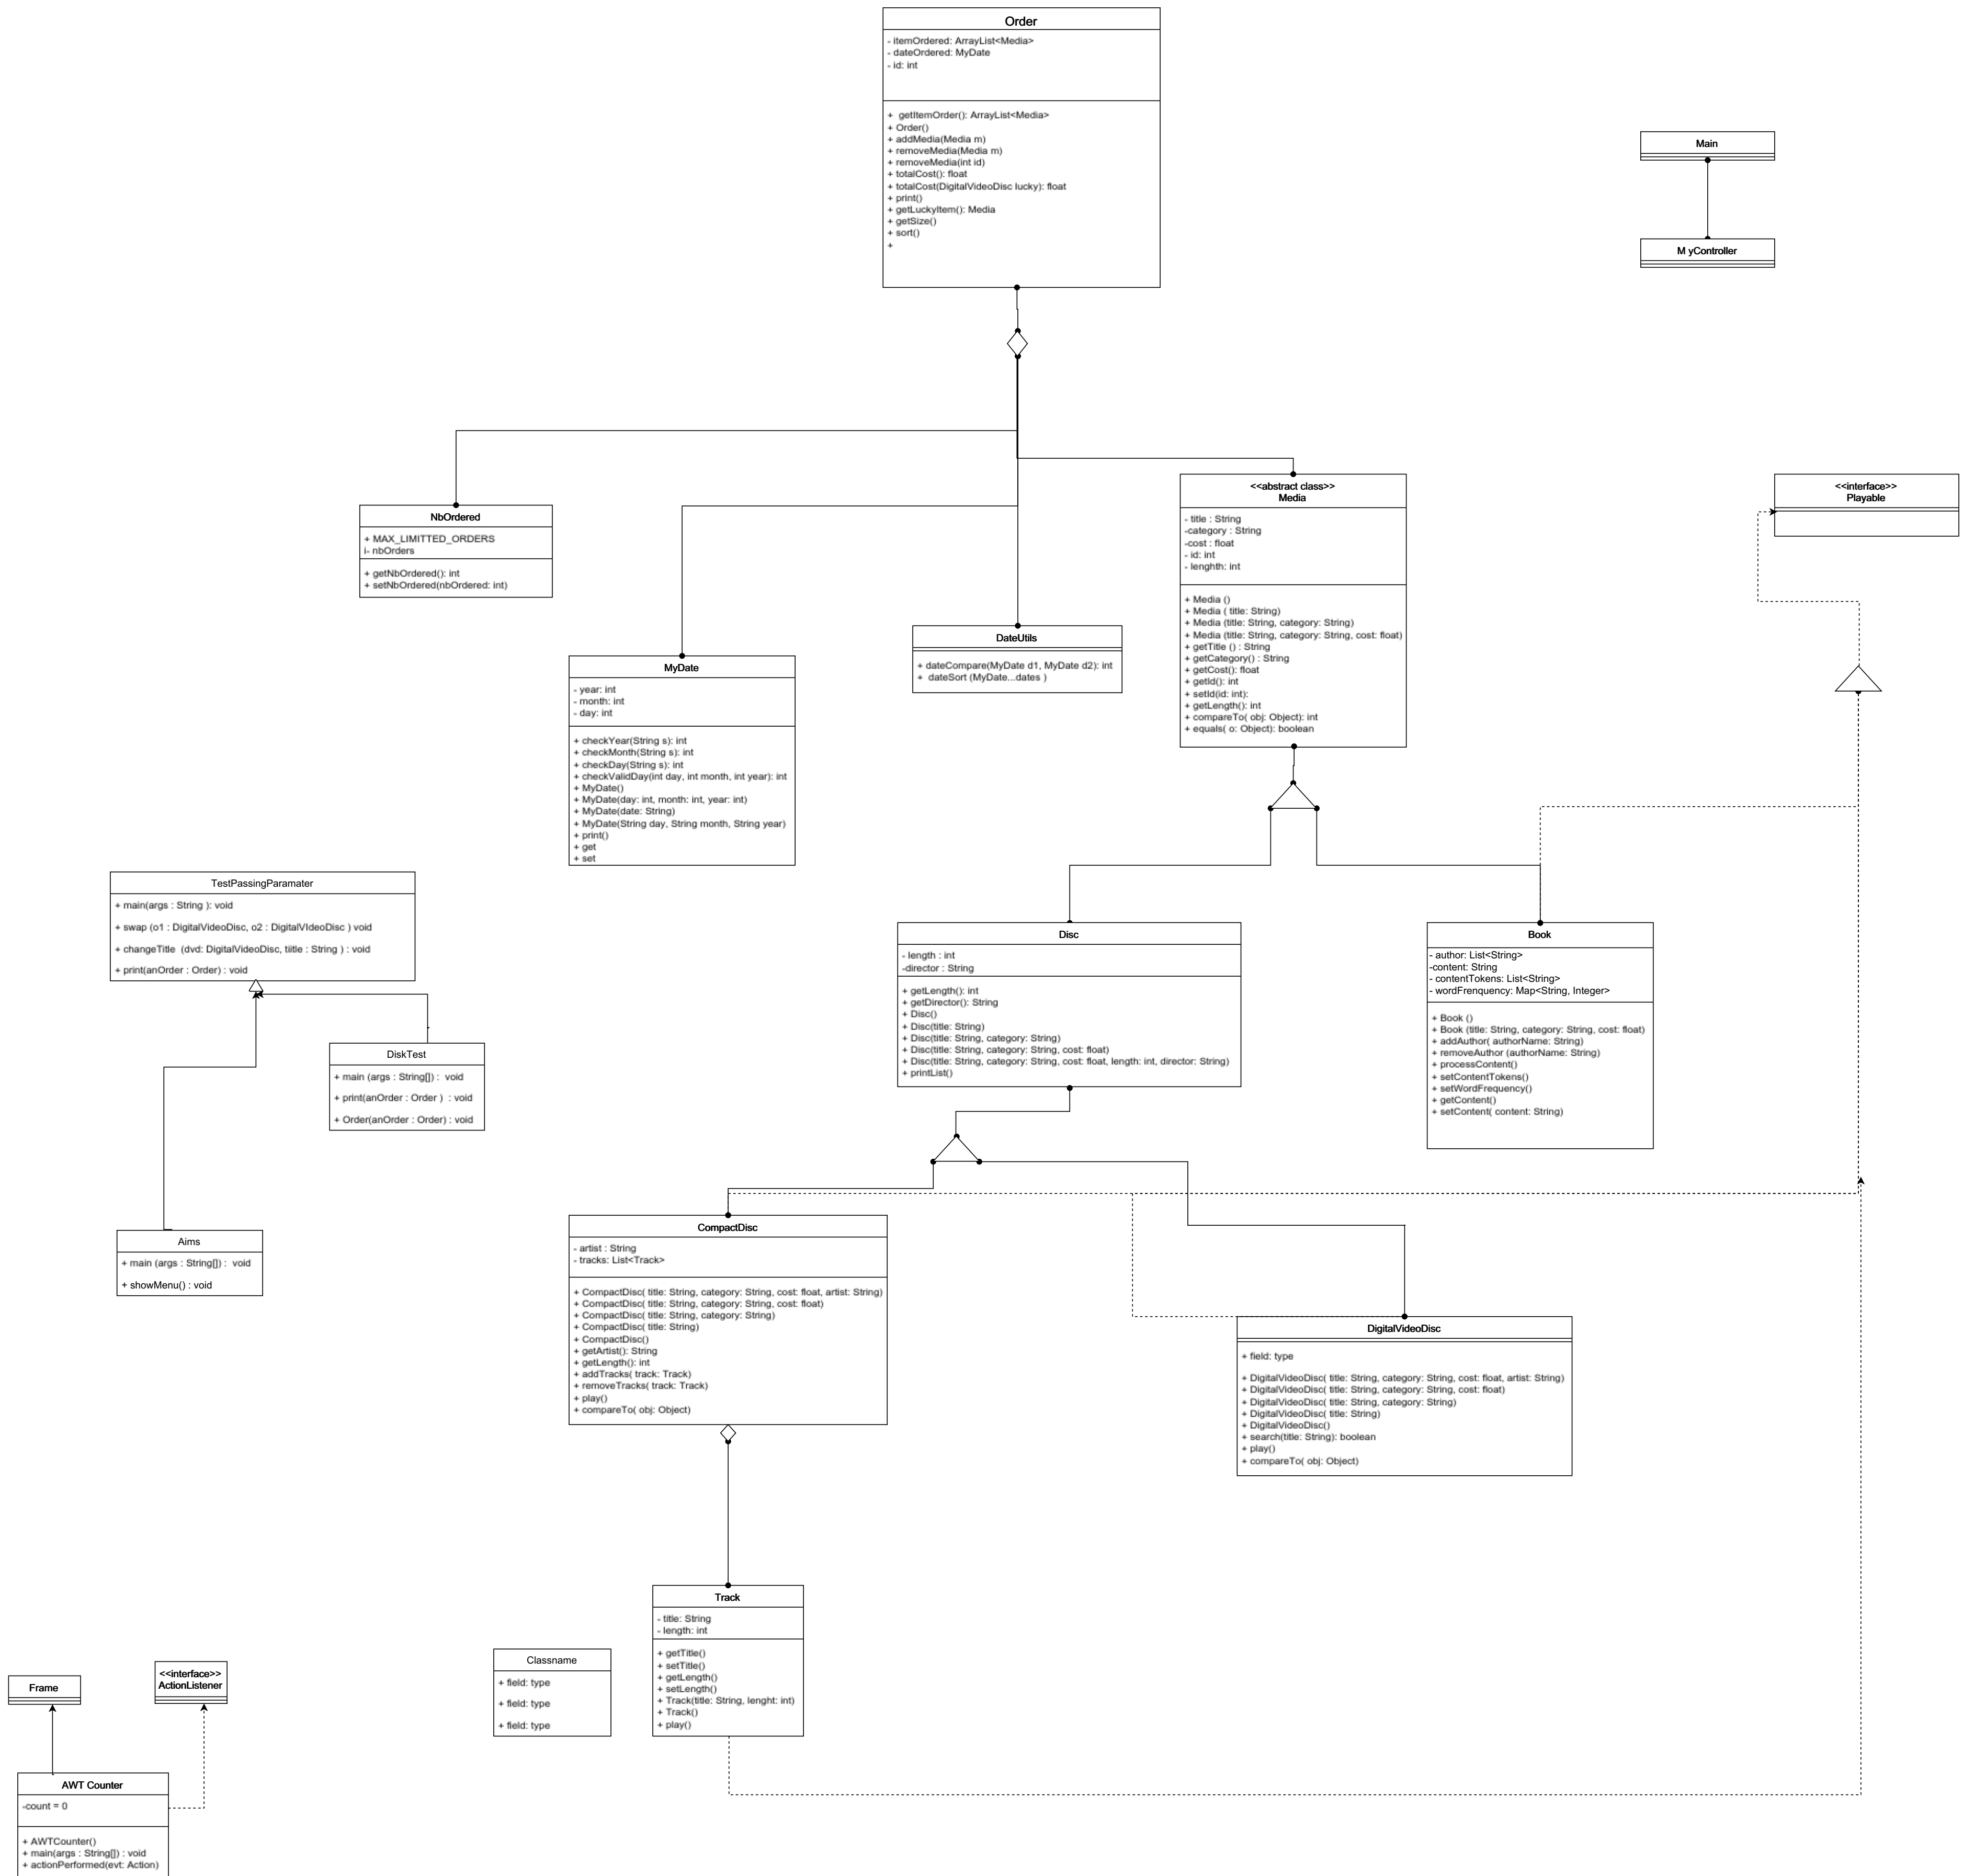 Order
- itemOrdered: ArrayList<Media>
- dateOrdered: MyDate
- id: int
+  getItemOrder(): ArrayList<Media>
+ Order()
+ addMedia(Media m)
+ removeMedia(Media m)
+ removeMedia(int id)
+ totalCost(): float
+ totalCost(DigitalVideoDisc lucky): float
+ print()
+ getLuckyItem(): Media
+ getSize()
+ sort()
+
Main
M yController
NbOrdered
+ MAX_LIMITTED_ORDERS
i- nbOrders
+ getNbOrdered(): int
+ setNbOrdered(nbOrdered: int)
MyDate
- year: int
- month: int
- day: int
+ checkYear(String s): int
+ checkMonth(String s): int
+ checkDay(String s): int
+ checkValidDay(int day, int month, int year): int
+ MyDate()
+ MyDate(day: int, month: int, year: int)
+ MyDate(date: String)
+ MyDate(String day, String month, String year)
+ print()
+ get
+ set
DateUtils
+ dateCompare(MyDate d1, MyDate d2): int
+  dateSort (MyDate...dates )
<<abstract class>>
Media
- title : String
-category : String
-cost : float
- id: int
- lenghth: int
+ Media ()
+ Media ( title: String)
+ Media (title: String, category: String)
+ Media (title: String, category: String, cost: float)
+ getTitle () : String
+ getCategory() : String
+ getCost(): float
+ getId(): int
+ setId(id: int):
+ getLength(): int
+ compareTo( obj: Object): int
+ equals( o: Object): boolean
<<interface>>
Playable
TestPassingParamater
+ main(args : String ): void
+ swap (o1 : DigitalVideoDisc, o2 : DigitalVIdeoDisc ) void
+ changeTitle  (dvd: DigitalVideoDisc, tiitle : String ) : void
+ print(anOrder : Order) : void
DiskTest
+ main (args : String[]) :  void
+ print(anOrder : Order )  : void
+ Order(anOrder : Order) : void
Aims
+ main (args : String[]) :  void
+ showMenu() : void
Disc
- length : int
-director : String
+ getLength(): int
+ getDirector(): String
+ Disc()
+ Disc(title: String)
+ Disc(title: String, category: String)
+ Disc(title: String, category: String, cost: float)
+ Disc(title: String, category: String, cost: float, length: int, director: String)
+ printList()
Book
- author: List<String>
-content: String
- contentTokens: List<String>
- wordFrenquency: Map<String, Integer>
+ Book ()
+ Book (title: String, category: String, cost: float)
+ addAuthor( authorName: String)
+ removeAuthor (authorName: String)
+ processContent()
+ setContentTokens()
+ setWordFrequency()
+ getContent()
+ setContent( content: String)
CompactDisc
- artist : String
- tracks: List<Track>
+ CompactDisc( title: String, category: String, cost: float, artist: String)
+ CompactDisc( title: String, category: String, cost: float)
+ CompactDisc( title: String, category: String)
+ CompactDisc( title: String)
+ CompactDisc()
+ getArtist(): String
+ getLength(): int
+ addTracks( track: Track)
+ removeTracks( track: Track)
+ play()
+ compareTo( obj: Object)
DigitalVideoDisc
+ field: type
+ DigitalVideoDisc( title: String, category: String, cost: float, artist: String)
+ DigitalVideoDisc( title: String, category: String, cost: float)
+ DigitalVideoDisc( title: String, category: String)
+ DigitalVideoDisc( title: String)
+ DigitalVideoDisc()
+ search(title: String): boolean
+ play()
+ compareTo( obj: Object)
Track
- title: String
- length: int
+ getTitle()
+ setTitle()
+ getLength()
+ setLength()
+ Track(title: String, lenght: int)
+ Track()
+ play()
Classname
+ field: type
+ field: type
+ field: type
Frame
<<interface>>
ActionListener
AWT Counter
-count = 0
+ AWTCounter()
+ main(args : String[]) : void
+ actionPerformed(evt: Action)